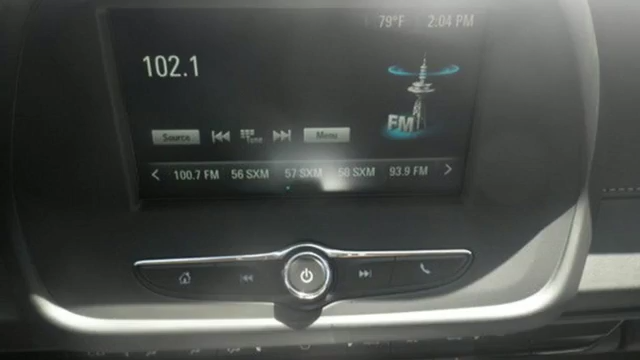 79°F 2:04 PM
102.1
FM
Source Tune Menu
100.7 FM 56 SXM 57 SXM 58 SXM 93.9 FM